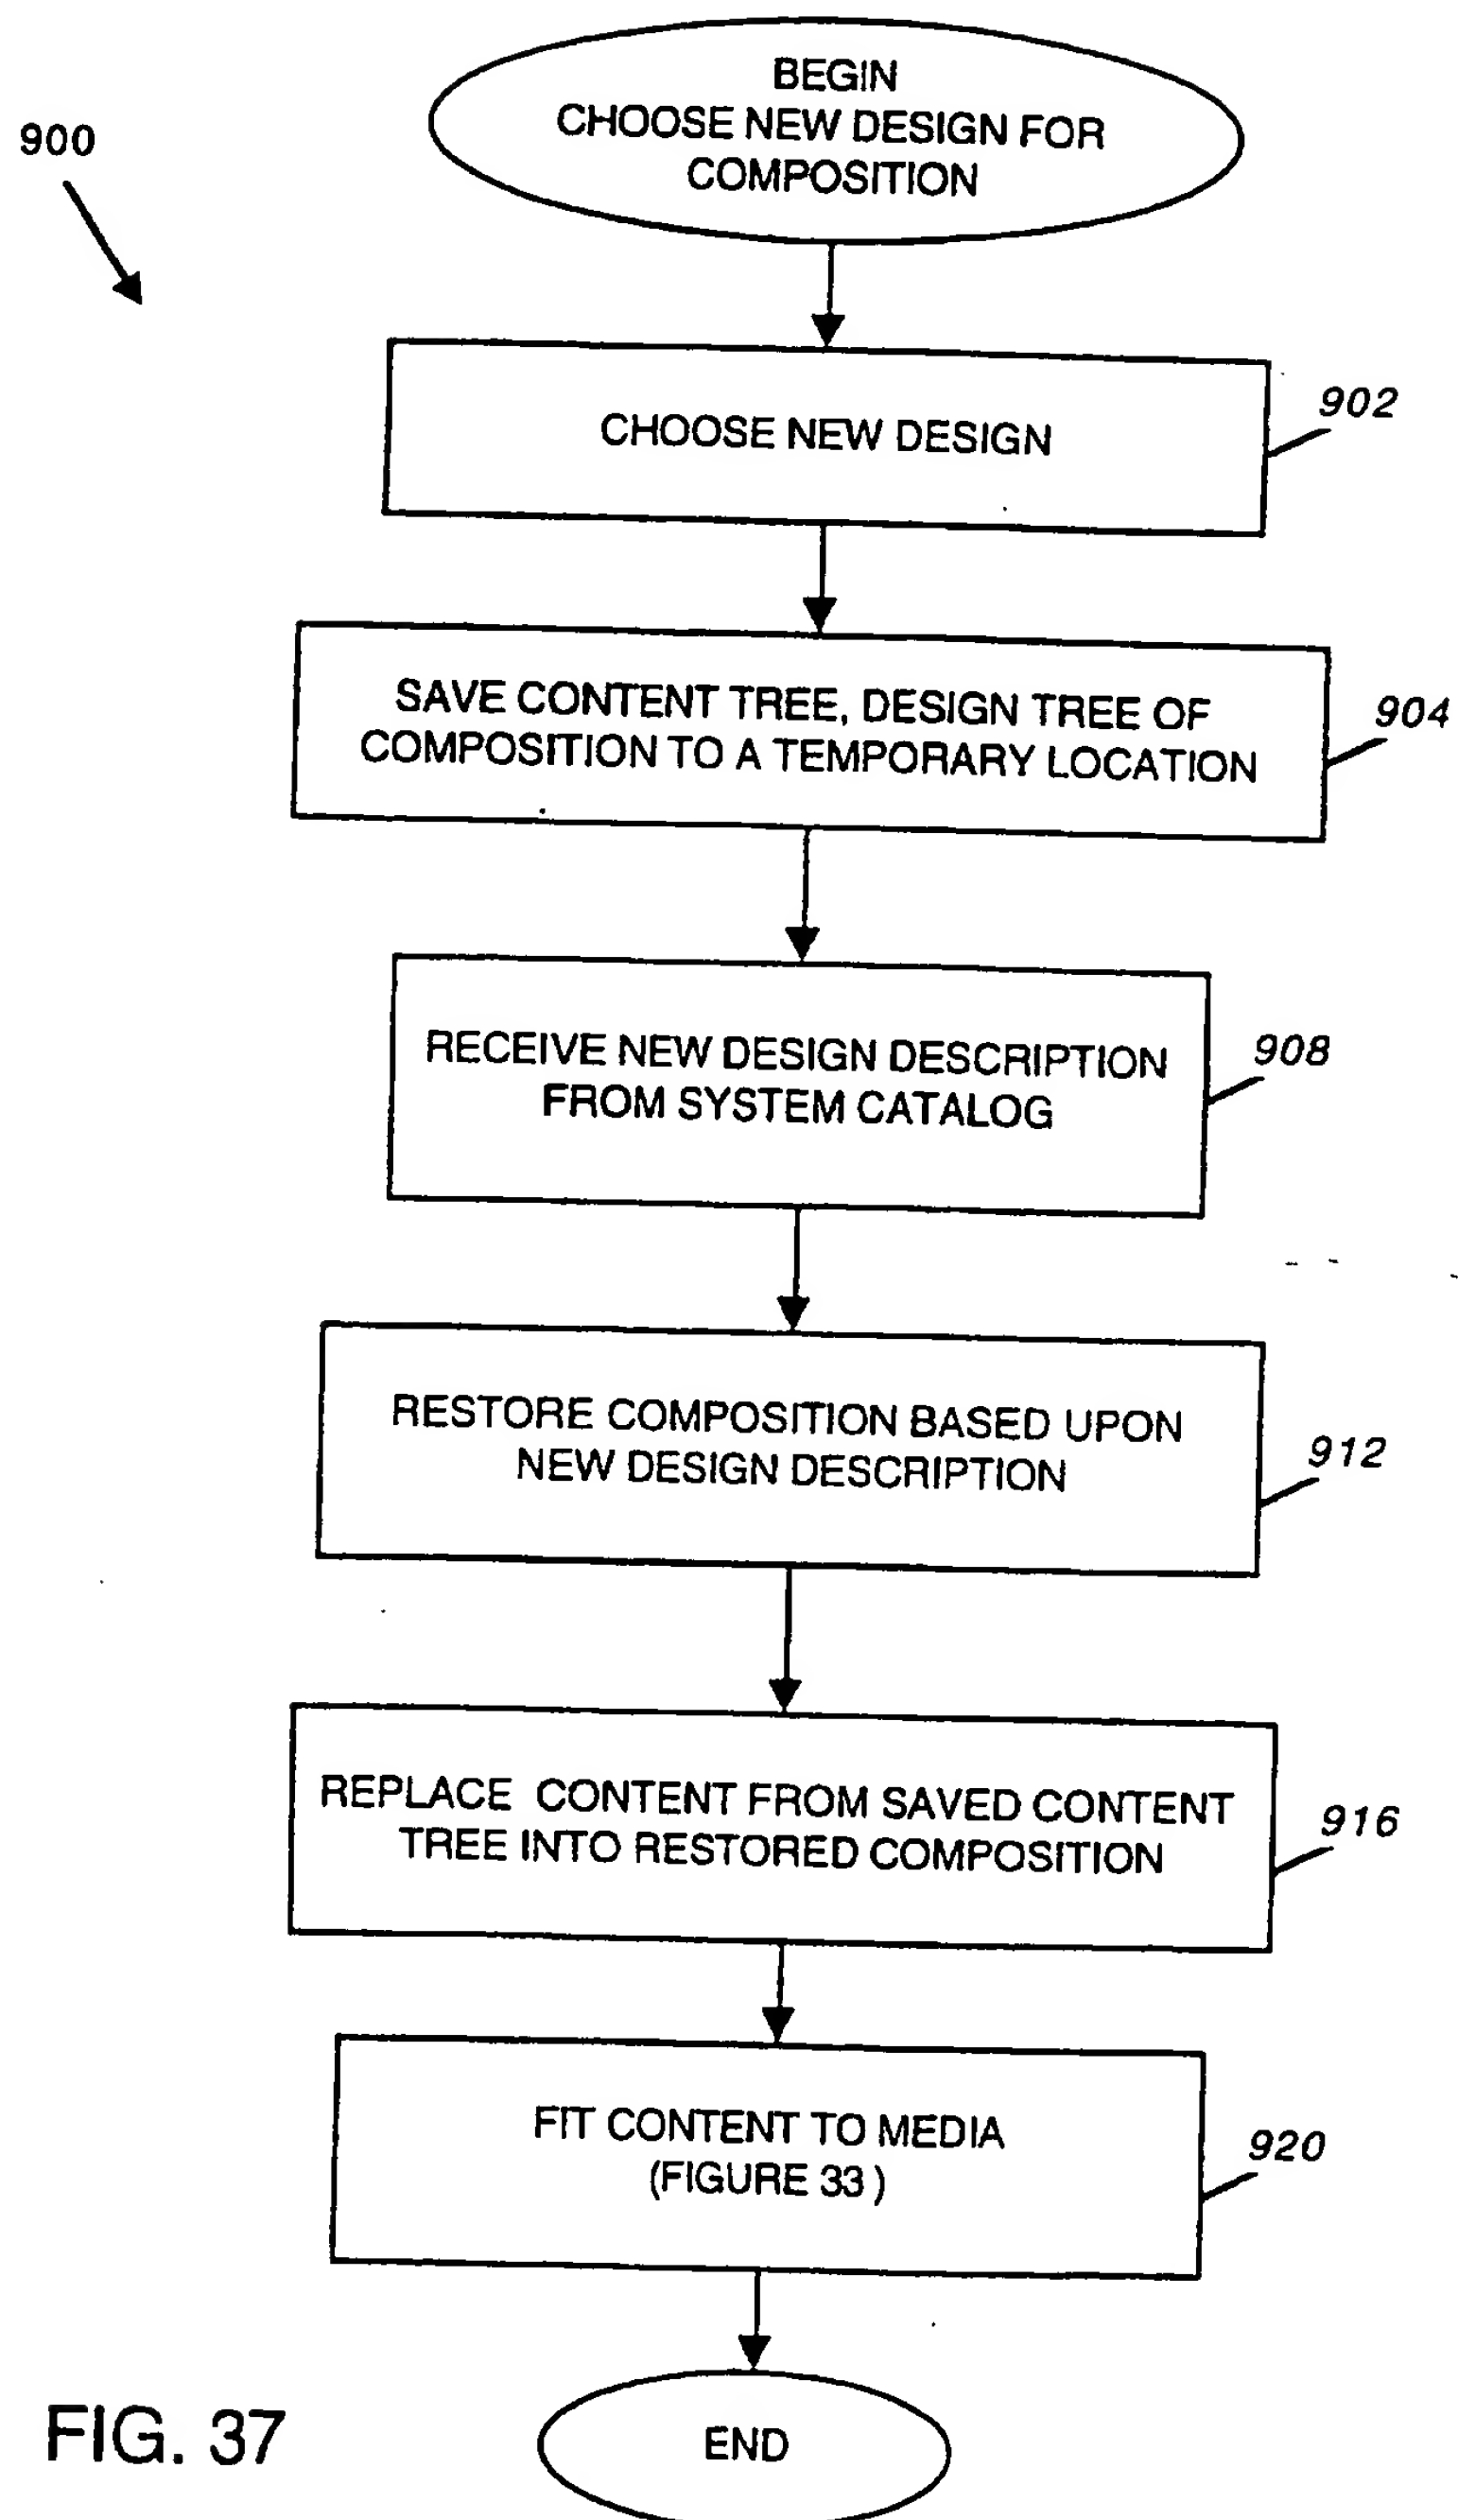 BEGIN
CHOOSE NEW DESIGN FOR
COMPOSITION
900
CHOOSE NEW DESIGN
902
SAVE CONTENT TREE, DESIGN TREE OF
COMPOSITION TO A TEMPORARY LOCATION
904
RECEIVE NEW DESIGN DESCRIPTION
FROM SYSTEM CATALOG
908
RESTORE COMPOSITION BASED UPON
NEW DESIGN DESCRIPTION
912
REPLACE CONTENT FROM SAVED CONTENT
TREE INTO RESTORED COMPOSITION
916
FIT CONTENT TO MEDIA
(FIGURE 33)
920
END
FIG. 37